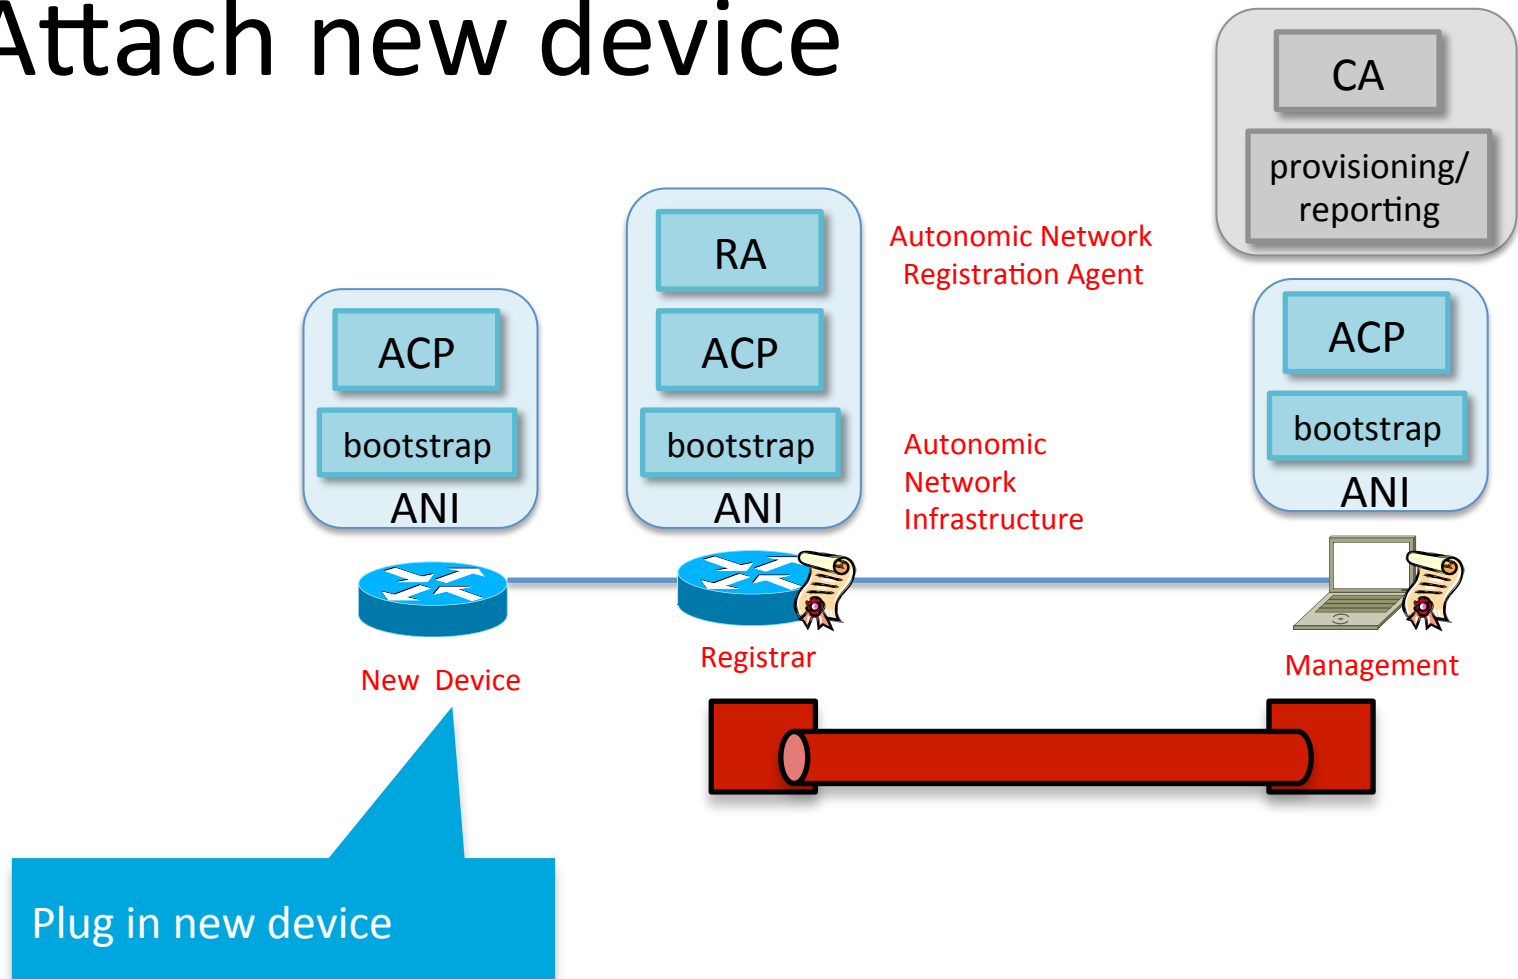 Attach new device
CA
provisioning/
reporting
RA
ACP
bootstrap
ANI
Autonomic Network
Registration Agent
ACP
bootstrap
ANI
Autonomic
Network
Infrastructure
ACP
bootstrap
ANI
New Device
Registrar
Management
Plug in new device